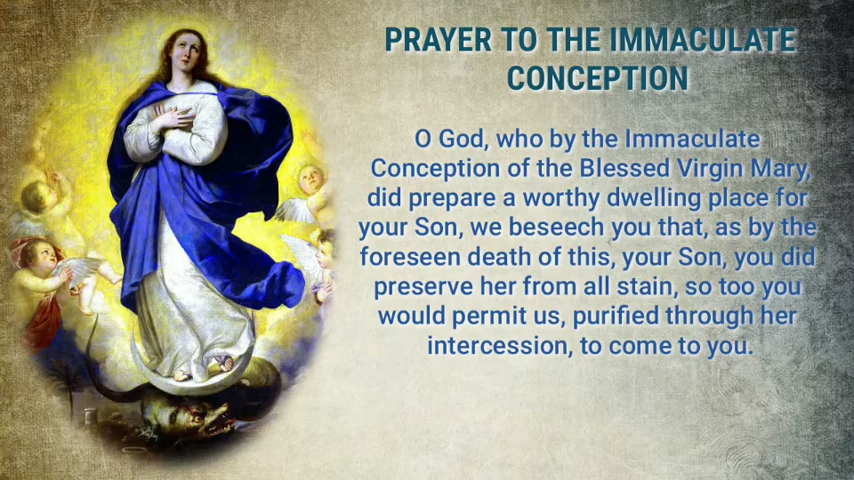 PRAYER TO THE IMMACULATE
CONCEPTION
O God, who by the Immaculate
Conception of the Blessed Virgin Mary,
did prepare a worthy dwelling place for
your Son, we beseech you that, as by the
foreseen death of this, your Son, you did
preserve her from all stain, so too you
would permit us, purified through her
intercession, to come to you.